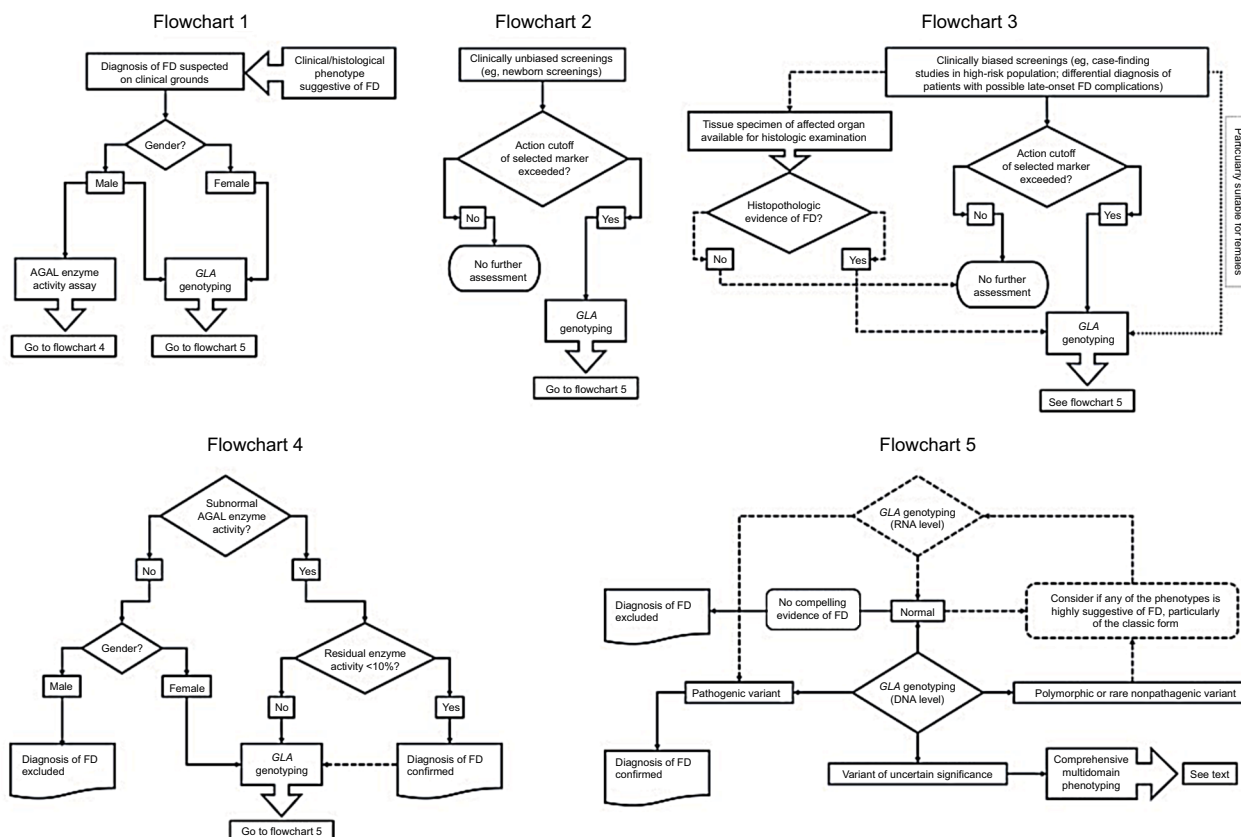 Flowchart 1
Diagnosis of FD suspected
on clinical grounds
Clinical/histological
phenotype
suggestive of FD
Gender?
Male
Female
AGAL enzyme
activity assay
GLA
genotyping
Go to flowchart 4
Go to flowchart 5
Flowchart 2
Clinically unbiased screenings
(eg, newborn screenings)
Action cutoff
of selected marker
exceeded?
No
Yes
No further
assessment
GLA
genotyping
Go to flowchart 5
Flowchart 3
Clinically biased screenings (eg, case-finding
studies in high-risk population; differential diagnosis of
patients with possible late-onset FD complications)
Tissue specimen of affected organ
available for histologic examination
Histopothologic
evidence of FD?
No
Yes
Action cutoff
of selected marker
exceeded?
No
Yes
No further
assessment
GLA
genotyping
See flowchart 5
Particularly suitable for females
Flowchart 4
Subnormal
AGAL enzyme
activity?
No
Yes
Gender?
Residual enzyme
activity <10%?
Male
Female
No
Yes
Diagnosis of FD
excluded
GLA
genotyping
Diagnosis of FD
confirmed
Go to flowchart 5
Flowchart 5
GLA genotyping
(RNA level)
Diagnosis of FD
excluded
No compelling
evidence of FD
Normal
Consider if any of the phenotypes is
highly suggestive of FD, particularly
of the classic form
Pathogenic variant
GLA genotyping
(DNA level)
Polymorphic or rare nonpathagenic variant
Diagnosis of FD
confirmed
Variant of uncertain significance
Comprehensive
multidomain
phenotyping
See text